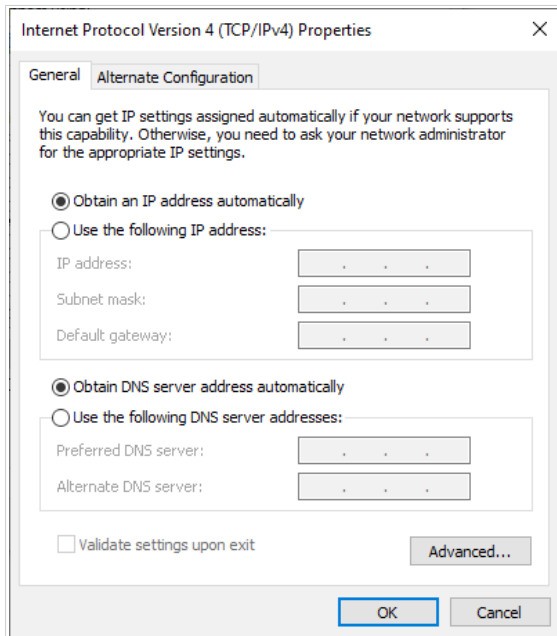 Internet Protocol Version 4 (TCP/IPv4) Properties
General
Alternate Configuration
You can get IP settings assigned automatically if your network supports
this capability. Otherwise, you need to ask your network administrator
for the appropriate IP settings.
Obtain an IP address automatically
Use the following IP address:
IP address:
Subnet mask:
Default gateway:
Obtain DNS server address automatically
Use the following DNS server addresses:
Preferred DNS server:
Alternate DNS server:
Validate settings upon exit
Advanced...
OK
Cancel